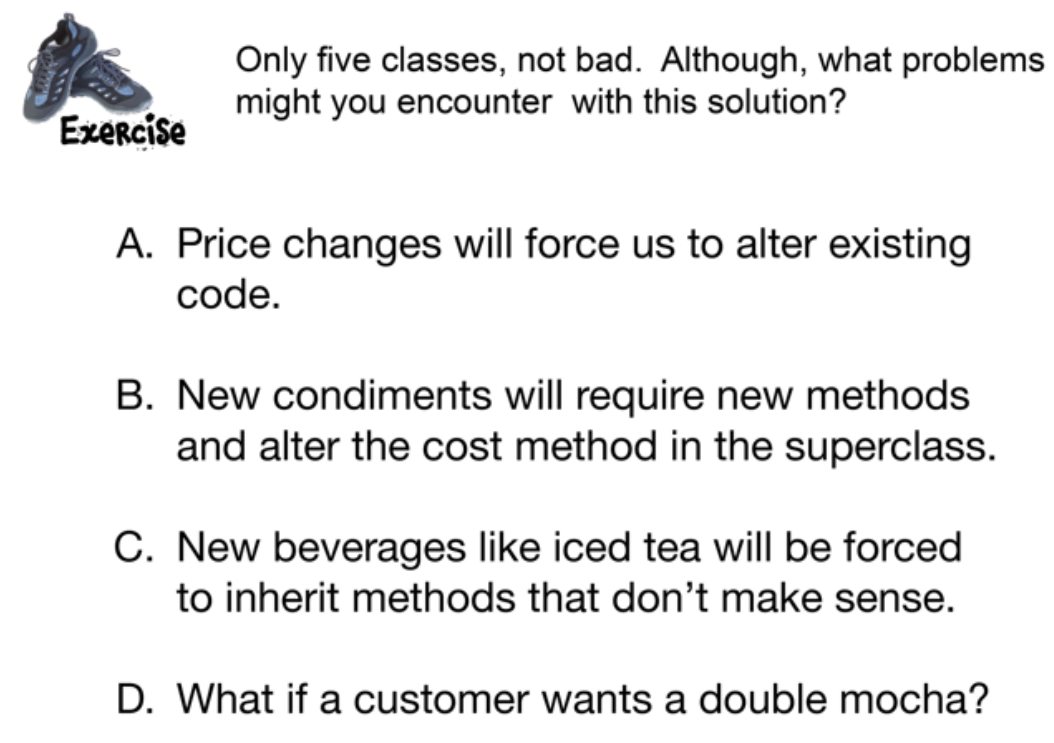 Only five classes, not bad.  Although, what problems
might you encounter  with this solution?
Exercise
A. Price changes will force us to alter existing
code.
B. New condiments will require new methods
and alter the cost method in the superclass.
C. New beverages like iced tea will be forced
to inherit methods that don’t make sense.
D. What if a customer wants a double mocha?